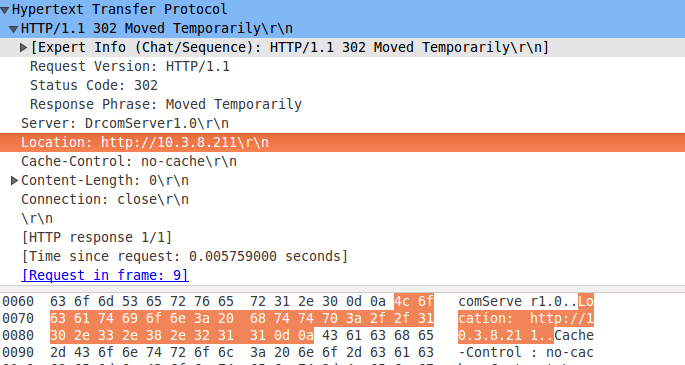 Hypertext Transfer Protocol
HTTP/1.1 302 Moved Temporarily\r\n
[Expert Info (Chat/Sequence): HTTP/1.1 302 Moved Temporarily\r\n]
Request Version: HTTP/1.1
Status Code: 302
Response Phrase: Moved Temporarily
Server: DrcomServer1.0\r\n
Location: http://10.3.8.211\r\n
Cache-Control: no-cache\r\n
Content-Length: 0\r\n
Connection: close\r\n
\r\n
[HTTP response 1/1]
[Time since request: 0.005759000 seconds]
[Request in frame: 9]
0060 63 6f 6d 53 65 72 76 65 72 31 2e 30 0d 0a 4c 6f comServe r1.0..Lo
0070 63 61 74 69 6f 6e 3a 20 68 74 74 70 3a 2f 2f 31 cation: http://1
0080 30 2e 33 2e 38 2e 32 31 31 0d 0a 43 61 63 68 65 0.3.8.21 1..Cache
0090 2d 43 6f 6e 74 72 6f 6c 3a 20 6e 6f 2d 63 61 63 -Control : no-cac